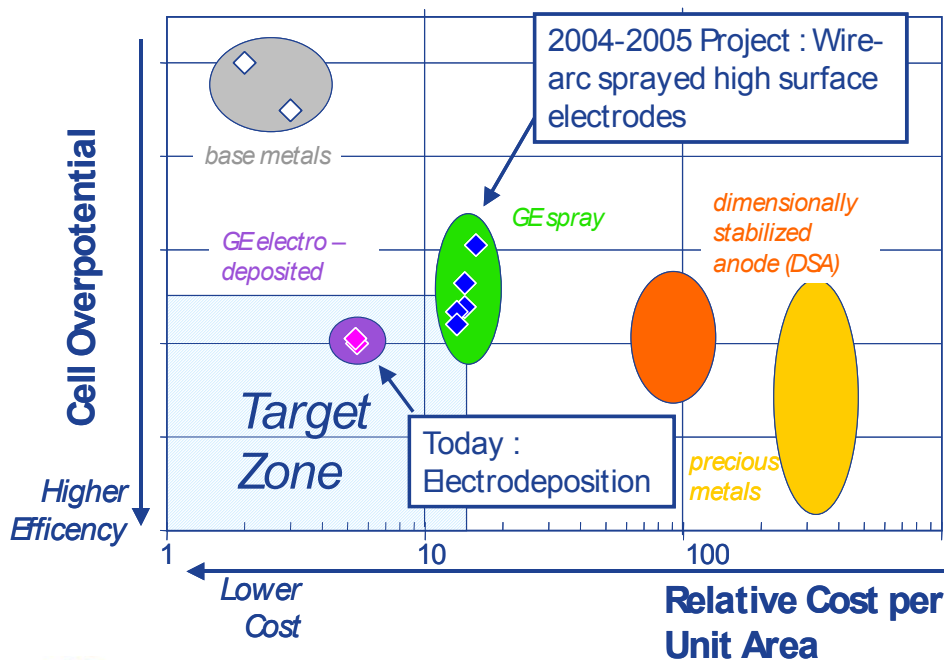 2004-2005 Project : Wire-
arc sprayed high surface
electrodes
base metals
GE spray
dimensionally
stabilized
anode (DSA)
GE electro –
deposited
Cell Overpotential
Target
Zone
Today :
Electrodeposition
precious
metals
Higher
Efficency
1
10
100
Lower
Cost
Relative Cost per
Unit Area